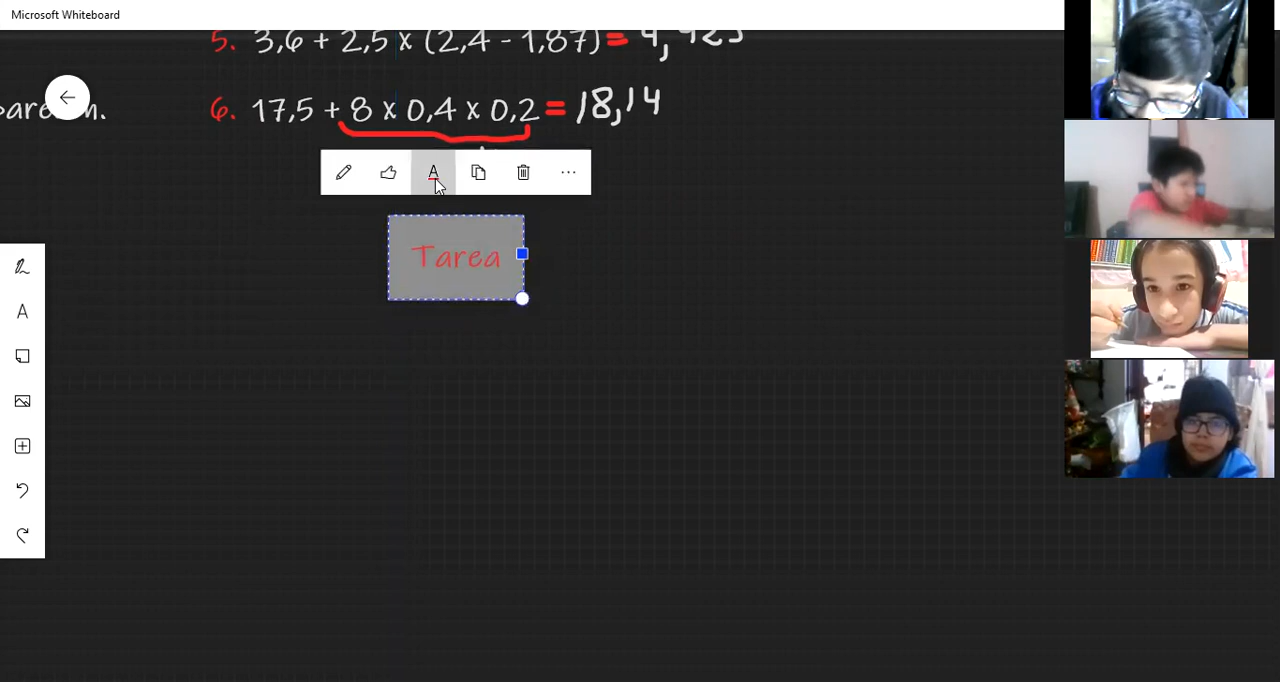 Microsoft Whiteboard
5. 3,6 + 2,5 x (2,4 - 1,87) = 4,925
6. 17,5 + 8 x 0,4 x 0,2 = 18,14
A
Tarea
A